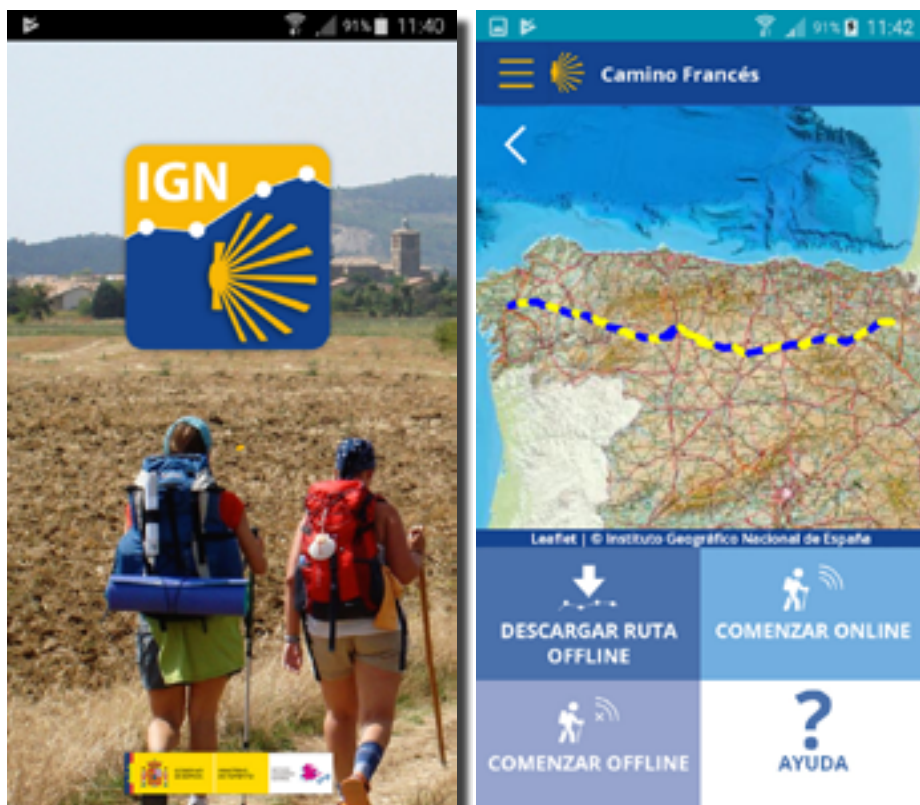 91% 11:40
IGN
91% 11:42
Camino Francés
Leaflet | © Instituto Geográfico Nacional de España
DESCARGAR RUTA
OFFLINE
COMENZAR ONLINE
COMENZAR OFFLINE
?
AYUDA